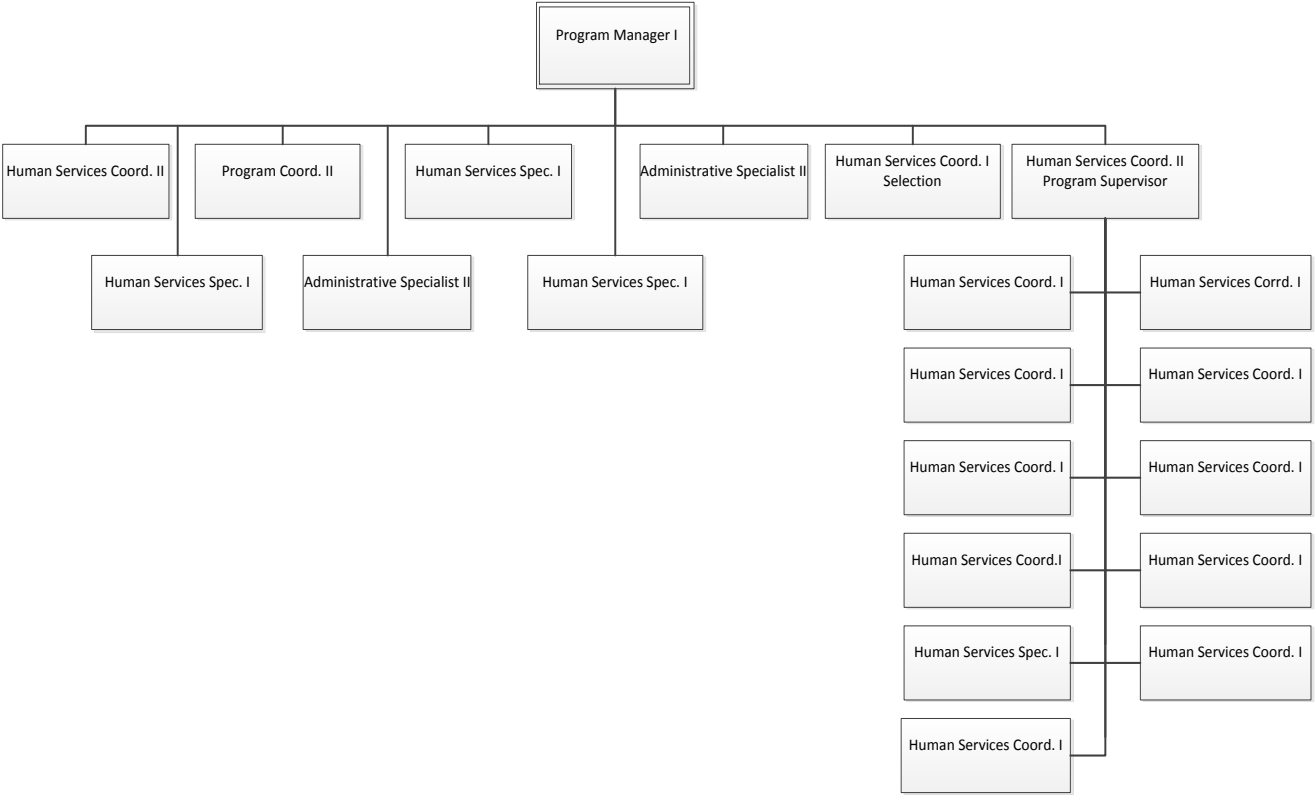 Program Manager I
Human Services Coord. II
Program Coord. II
Human Services Spec. I
Administrative Specialist II
Human Services Coord. I
Selection
Human Services Coord. II
Program Supervisor
Human Services Spec. I
Administrative Specialist II
Human Services Spec. I
Human Services Coord. I
Human Services Corrd. I
Human Services Coord. I
Human Services Coord. I
Human Services Coord. I
Human Services Coord. I
Human Services Coord.I
Human Services Coord. I
Human Services Spec. I
Human Services Coord. I
Human Services Coord. I